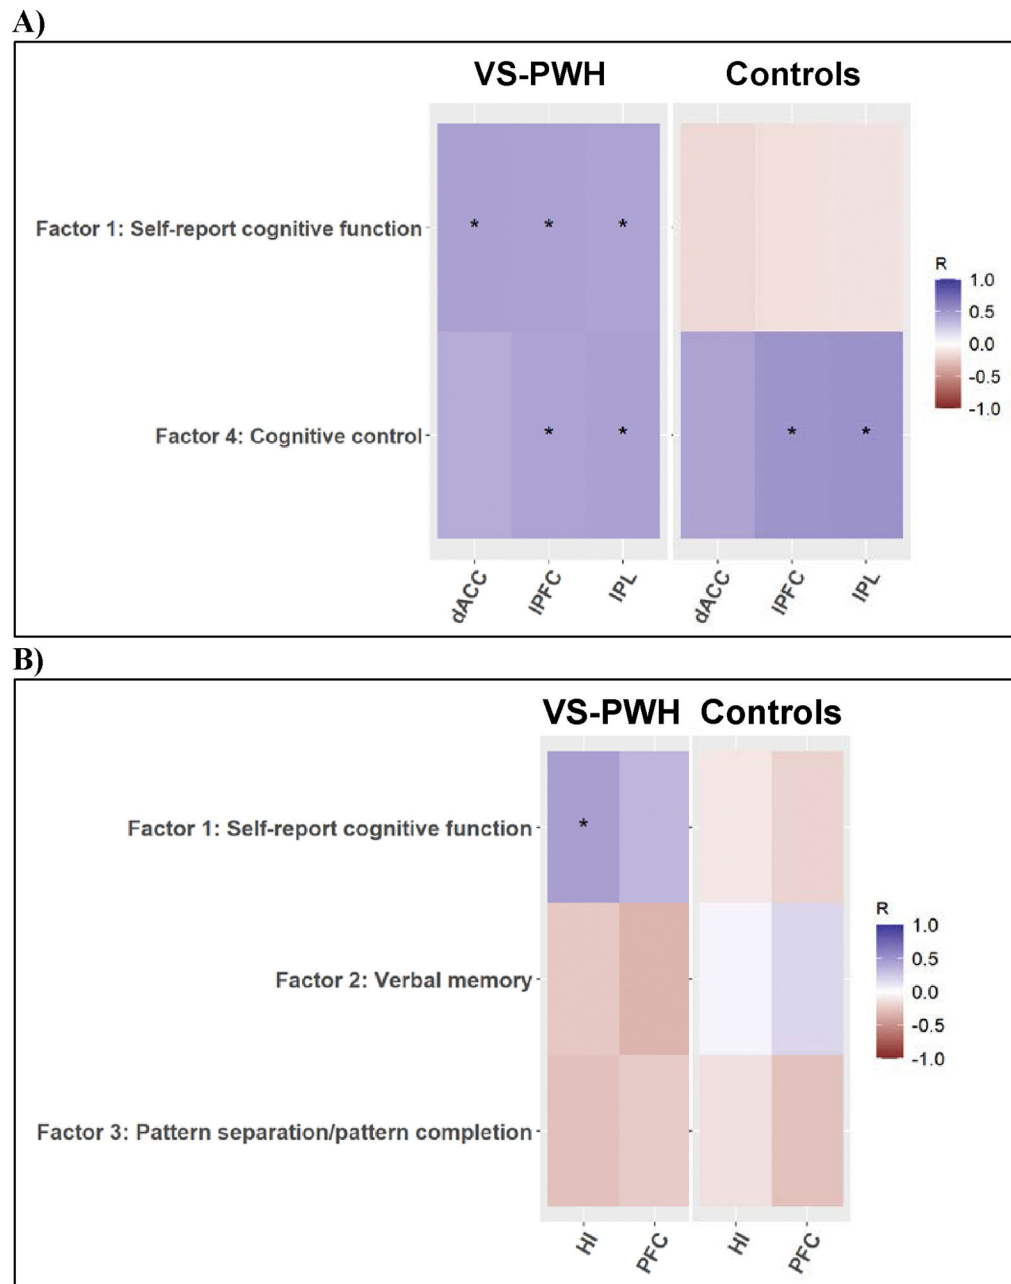 A)
VS-PWH Controls
Factor 1: Self-report cognitive function
* * *
Factor 4: Cognitive control
* * * *
dACC lPFC IPL dACC lPFC IPL
R
1.0
0.5
0.0
-0.5
-1.0
B)
VS-PWH Controls
Factor 1: Self-report cognitive function
*
Factor 2: Verbal memory
Factor 3: Pattern separation/pattern completion
HI PFC HI PFC
R
1.0
0.5
0.0
-0.5
-1.0